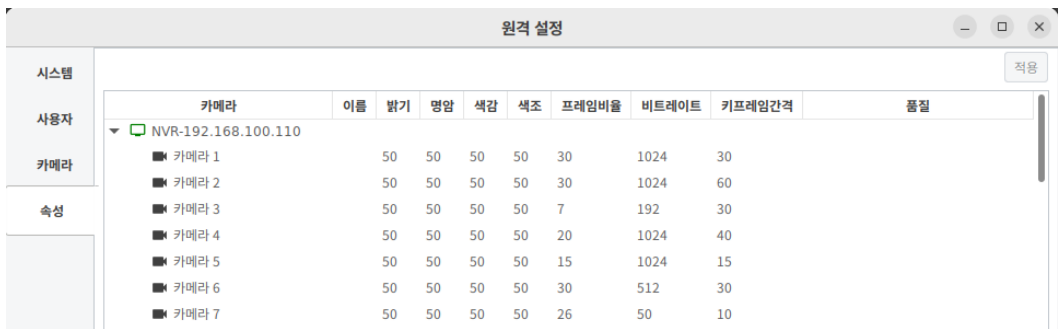 원격 설정
시스템
사용자
카메라
속성
적용
카메라 이름 밝기 명암 색감 색조 프레임비율 비트레이트 키프레임간격 품질
NVR-192.168.100.110
카메라 1 50 50 50 50 30 1024 30
카메라 2 50 50 50 50 30 1024 60
카메라 3 50 50 50 50 7 192 30
카메라 4 50 50 50 50 20 1024 40
카메라 5 50 50 50 50 15 1024 15
카메라 6 50 50 50 50 30 512 30
카메라 7 50 50 50 50 26 50 10